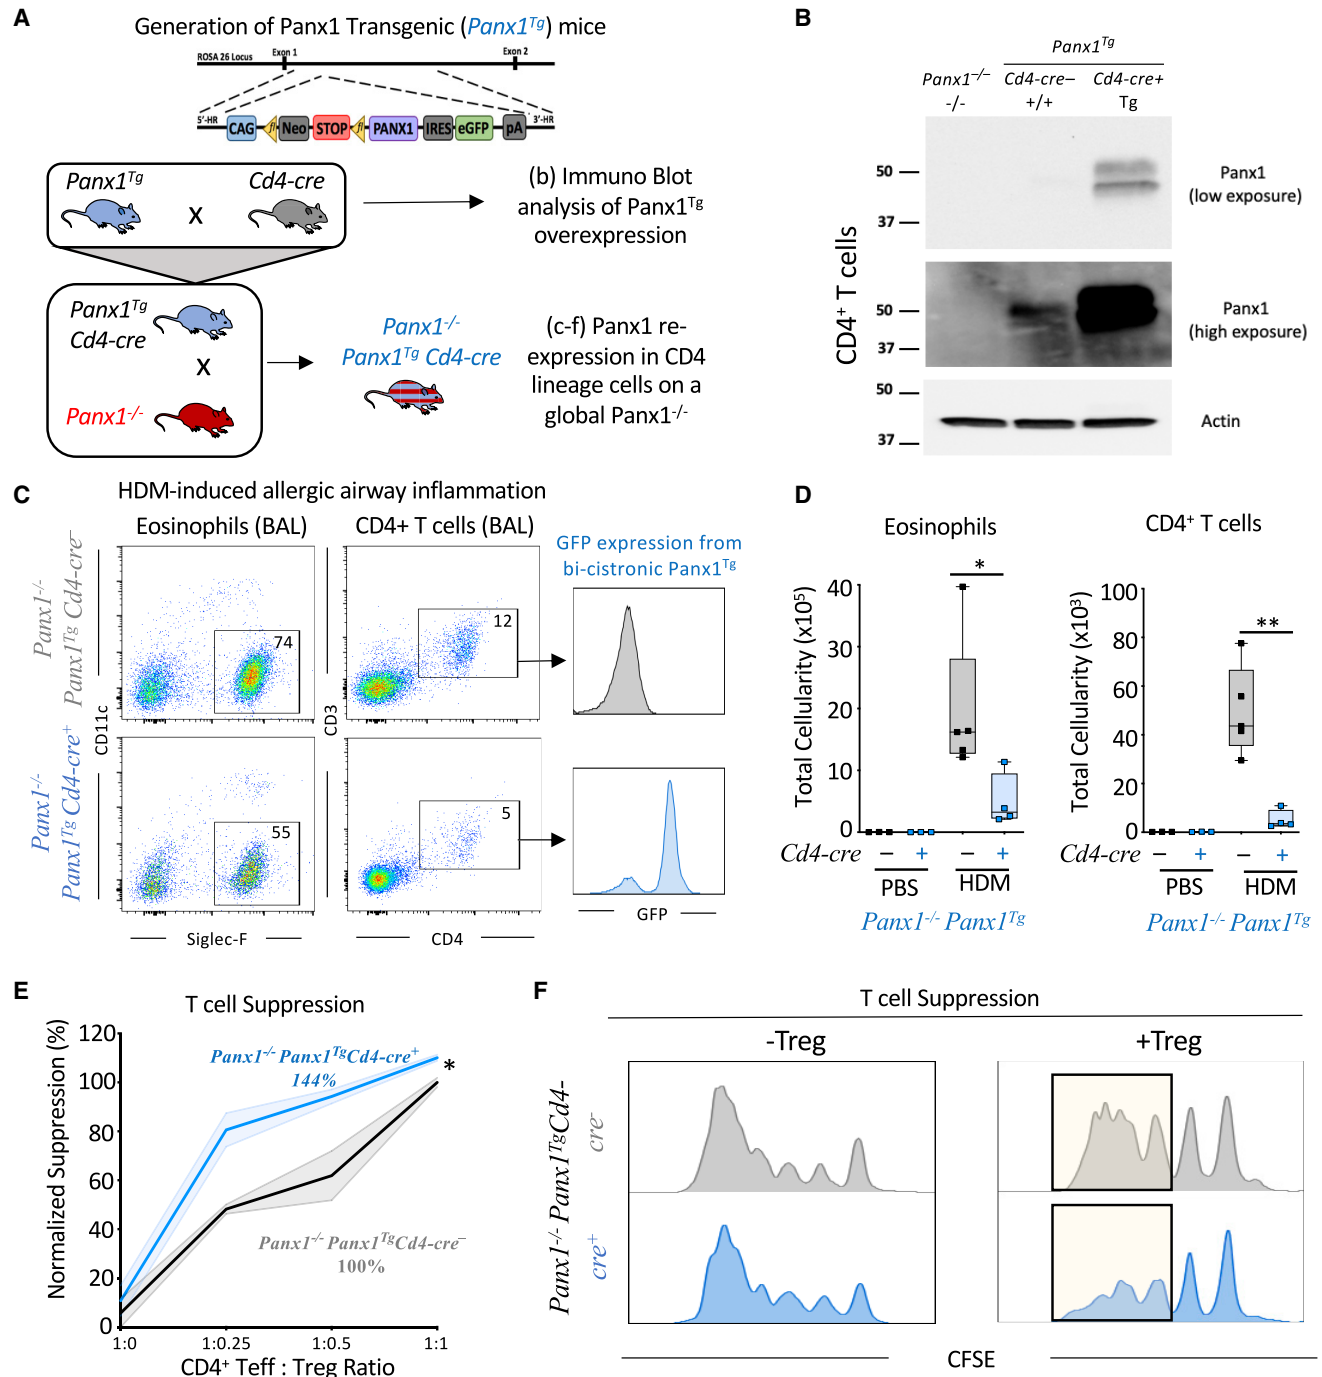 A
Generation of Panx1 Transgenic (Panx1Tg) mice
ROSA 26 Locus
Exon 1
Exon 2
5'-HR
CAG
fl
Neo
STOP
fl
PANX1
IRES
eGFP
pA
3'-HR
Panx1Tg
X
Cd4-cre
(b) Immuno Blot
analysis of Panx1Tg
overexpression
Panx1Tg
Cd4-cre
X
Panx1-/-
Panx1-/-
Panx1Tg Cd4-cre
(c-f) Panx1 re-
expression in CD4
lineage cells on a
global Panx1-/-
B
Panx1Tg
Panx1–/–
Cd4-cre–
Cd4-cre+
-/-
+/+
Tg
CD4+ T cells
50
37
Panx1
(low exposure)
50
37
Panx1
(high exposure)
50
37
Actin
C
HDM-induced allergic airway inflammation
Eosinophils (BAL)
CD4+ T cells (BAL)
GFP expression from
bi-cistronic Panx1Tg
Panx1-/-
Panx1Tg Cd4-cre–
74
12
CD11c
CD3
Panx1-/-
Panx1Tg Cd4-cre+
55
5
Siglec-F
CD4
GFP
D
Eosinophils
*
Total Cellularity (x10⁵)
40
30
20
10
0
Cd4-cre
– + – +
PBS
HDM
Panx1-/- Panx1Tg
CD4+ T cells
**
Total Cellularity (x10³)
100
80
60
40
20
0
Cd4-cre
– + – +
PBS
HDM
Panx1-/- Panx1Tg
E
T cell Suppression
Normalized Suppression (%)
120
100
80
60
40
20
0
Panx1-/- Panx1TgCd4-cre+
144%
*
Panx1-/- Panx1TgCd4-cre–
100%
1:0
1:0.25
1:0.5
1:1
CD4+ Teff : Treg Ratio
F
T cell Suppression
-Treg
+Treg
Panx1-/- Panx1TgCd4-
cre-
cre+
CFSE